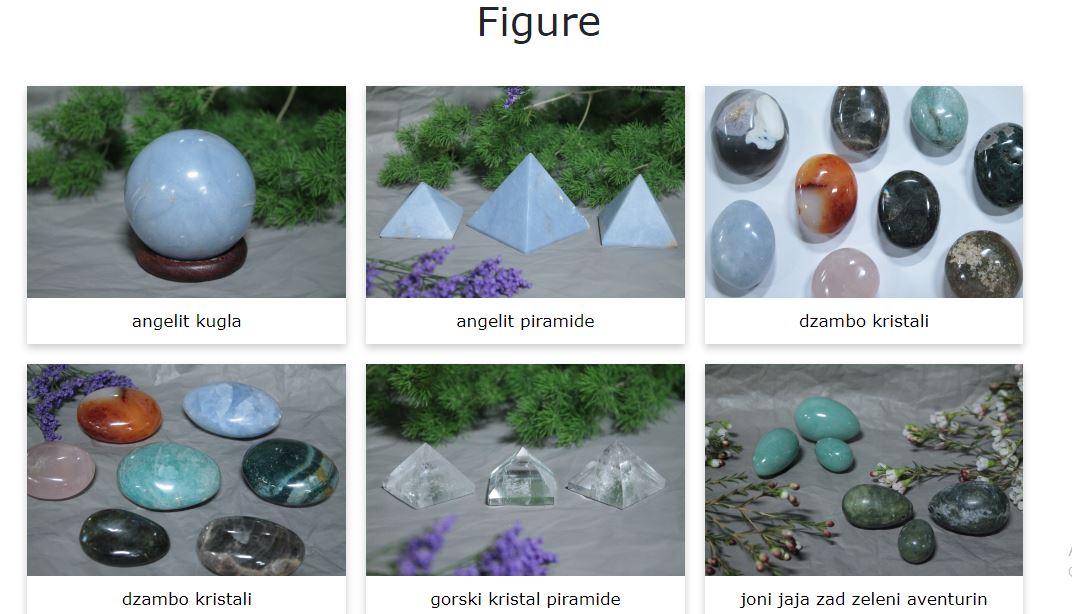 Figure
angelit kugla
angelit piramide
dzambo kristali
dzambo kristali
gorski kristal piramide
joni jaja zad zeleni aventurin